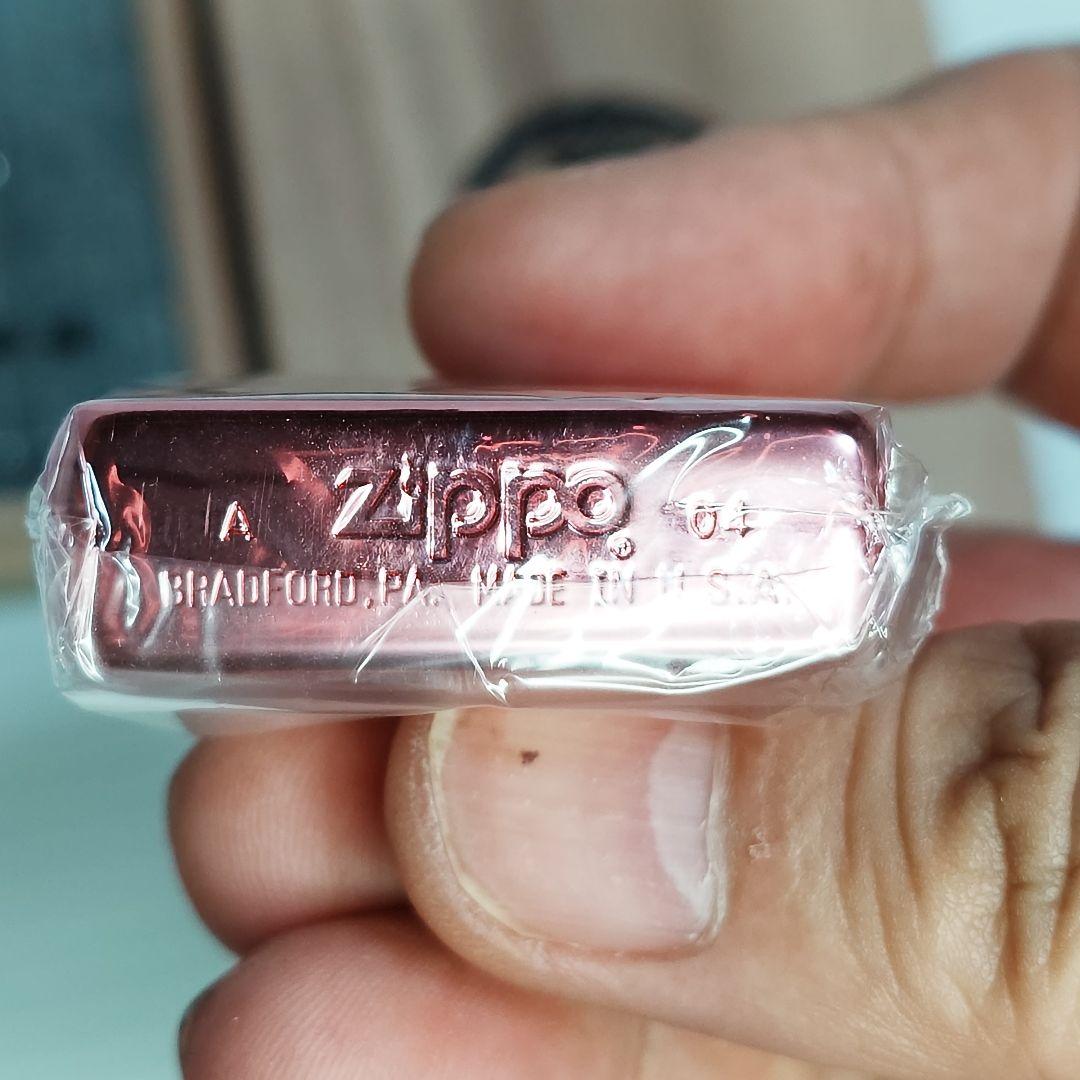 A Zippo® 04
BRADFORD,PA. MADE IN U.S.A.